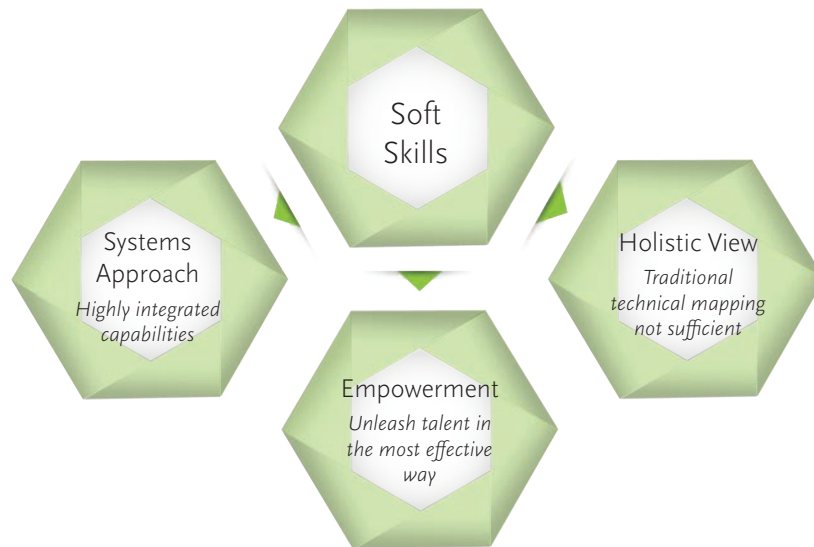 Soft
Skills
Systems
Approach
Highly integrated
capabilities
Holistic View
Traditional
technical mapping
not sufficient
Empowerment
Unleash talent in
the most effective
way